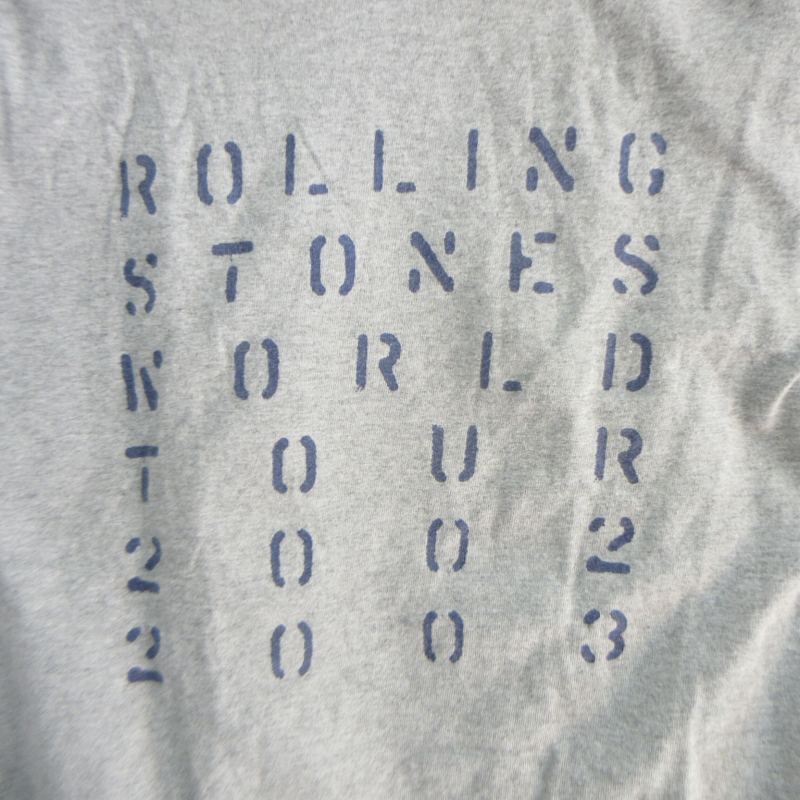 ROLLING
STONES
WORLD
TOUR
2002
2003